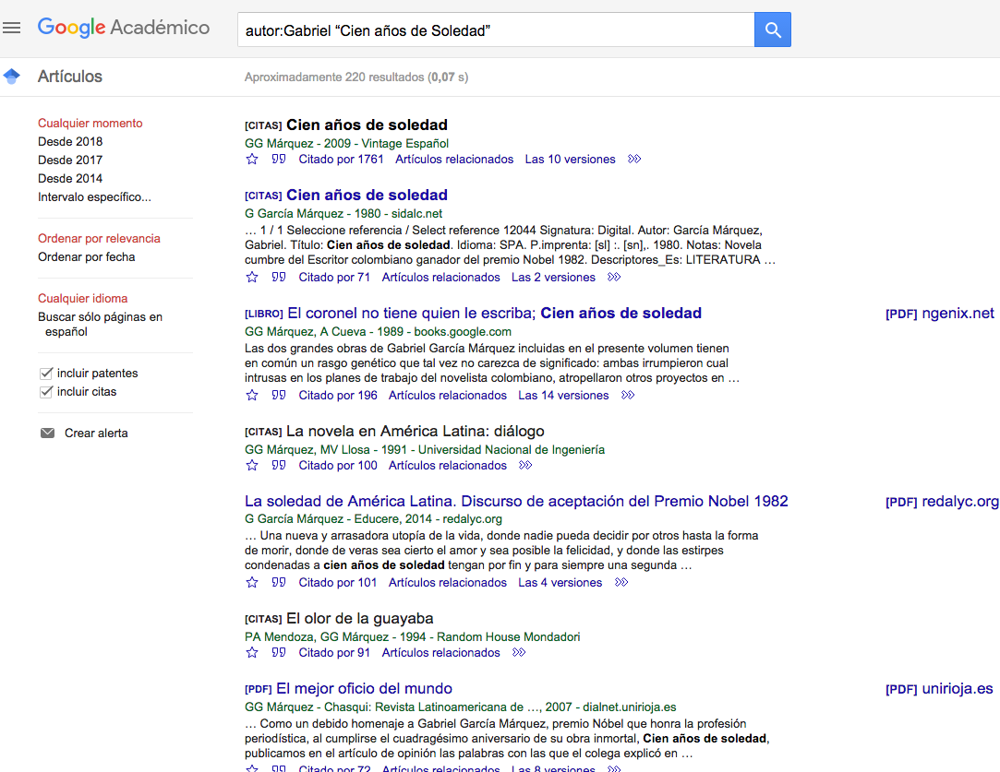 Google Académico
autor:Gabriel “Cien años de Soledad”
Artículos
Aproximadamente 220 resultados (0,07 s)
Cualquier momento
Desde 2018
Desde 2017
Desde 2014
Intervalo específico...
Ordenar por relevancia
Ordenar por fecha
Cualquier idioma
Buscar sólo páginas en
español
incluir patentes
incluir citas
Crear alerta
[CITAS] Cien años de soledad
GG Márquez - 2009 - Vintage Español
Citado por 1761 Artículos relacionados Las 10 versiones
[CITAS] Cien años de soledad
G García Márquez - 1980 - sidalc.net
… 1 / 1 Seleccione referencia / Select reference 12044 Signatura: Digital. Autor: García Márquez,
Gabriel. Título: Cien años de soledad. Idioma: SPA. P.imprenta: [sl] :. [sn],. 1980. Notas: Novela
cumbre del Escritor colombiano ganador del premio Nobel 1982. Descriptores_Es: LITERATURA …
Citado por 71 Artículos relacionados Las 2 versiones
[LIBRO] El coronel no tiene quien le escriba; Cien años de soledad
[PDF] ngenix.net
GG Márquez, A Cueva - 1989 - books.google.com
Las dos grandes obras de Gabriel García Márquez incluidas en el presente volumen tienen
en común un rasgo genético que tal vez no carezca de significado: ambas irrumpieron cual
intrusas en los planes de trabajo del novelista colombiano, atropellaron otros proyectos en …
Citado por 196 Artículos relacionados Las 14 versiones
[CITAS] La novela en América Latina: diálogo
GG Márquez, MV Llosa - 1991 - Universidad Nacional de Ingeniería
Citado por 100 Artículos relacionados
La soledad de América Latina. Discurso de aceptación del Premio Nobel 1982
[PDF] redalyc.org
G García Márquez - Educere, 2014 - redalyc.org
… Una nueva y arrasadora utopía de la vida, donde nadie pueda decidir por otros hasta la forma
de morir, donde de veras sea cierto el amor y sea posible la felicidad, y donde las estirpes
condenadas a cien años de soledad tengan por fin y para siempre una segunda …
Citado por 101 Artículos relacionados Las 4 versiones
[CITAS] El olor de la guayaba
PA Mendoza, GG Márquez - 1994 - Random House Mondadori
Citado por 91 Artículos relacionados
[PDF] El mejor oficio del mundo
[PDF] unirioja.es
GG Márquez - Chasqui: Revista Latinoamericana de …, 2007 - dialnet.unirioja.es
… Como un debido homenaje a Gabriel García Márquez, premio Nóbel que honra la profesión
periodística, al cumplirse el cuadragésimo aniversario de su obra inmortal, Cien años de soledad,
publicamos en el artículo de opinión las palabras con las que el colega explicó en …
Citado por 72 Artículos relacionados Las 8 versiones